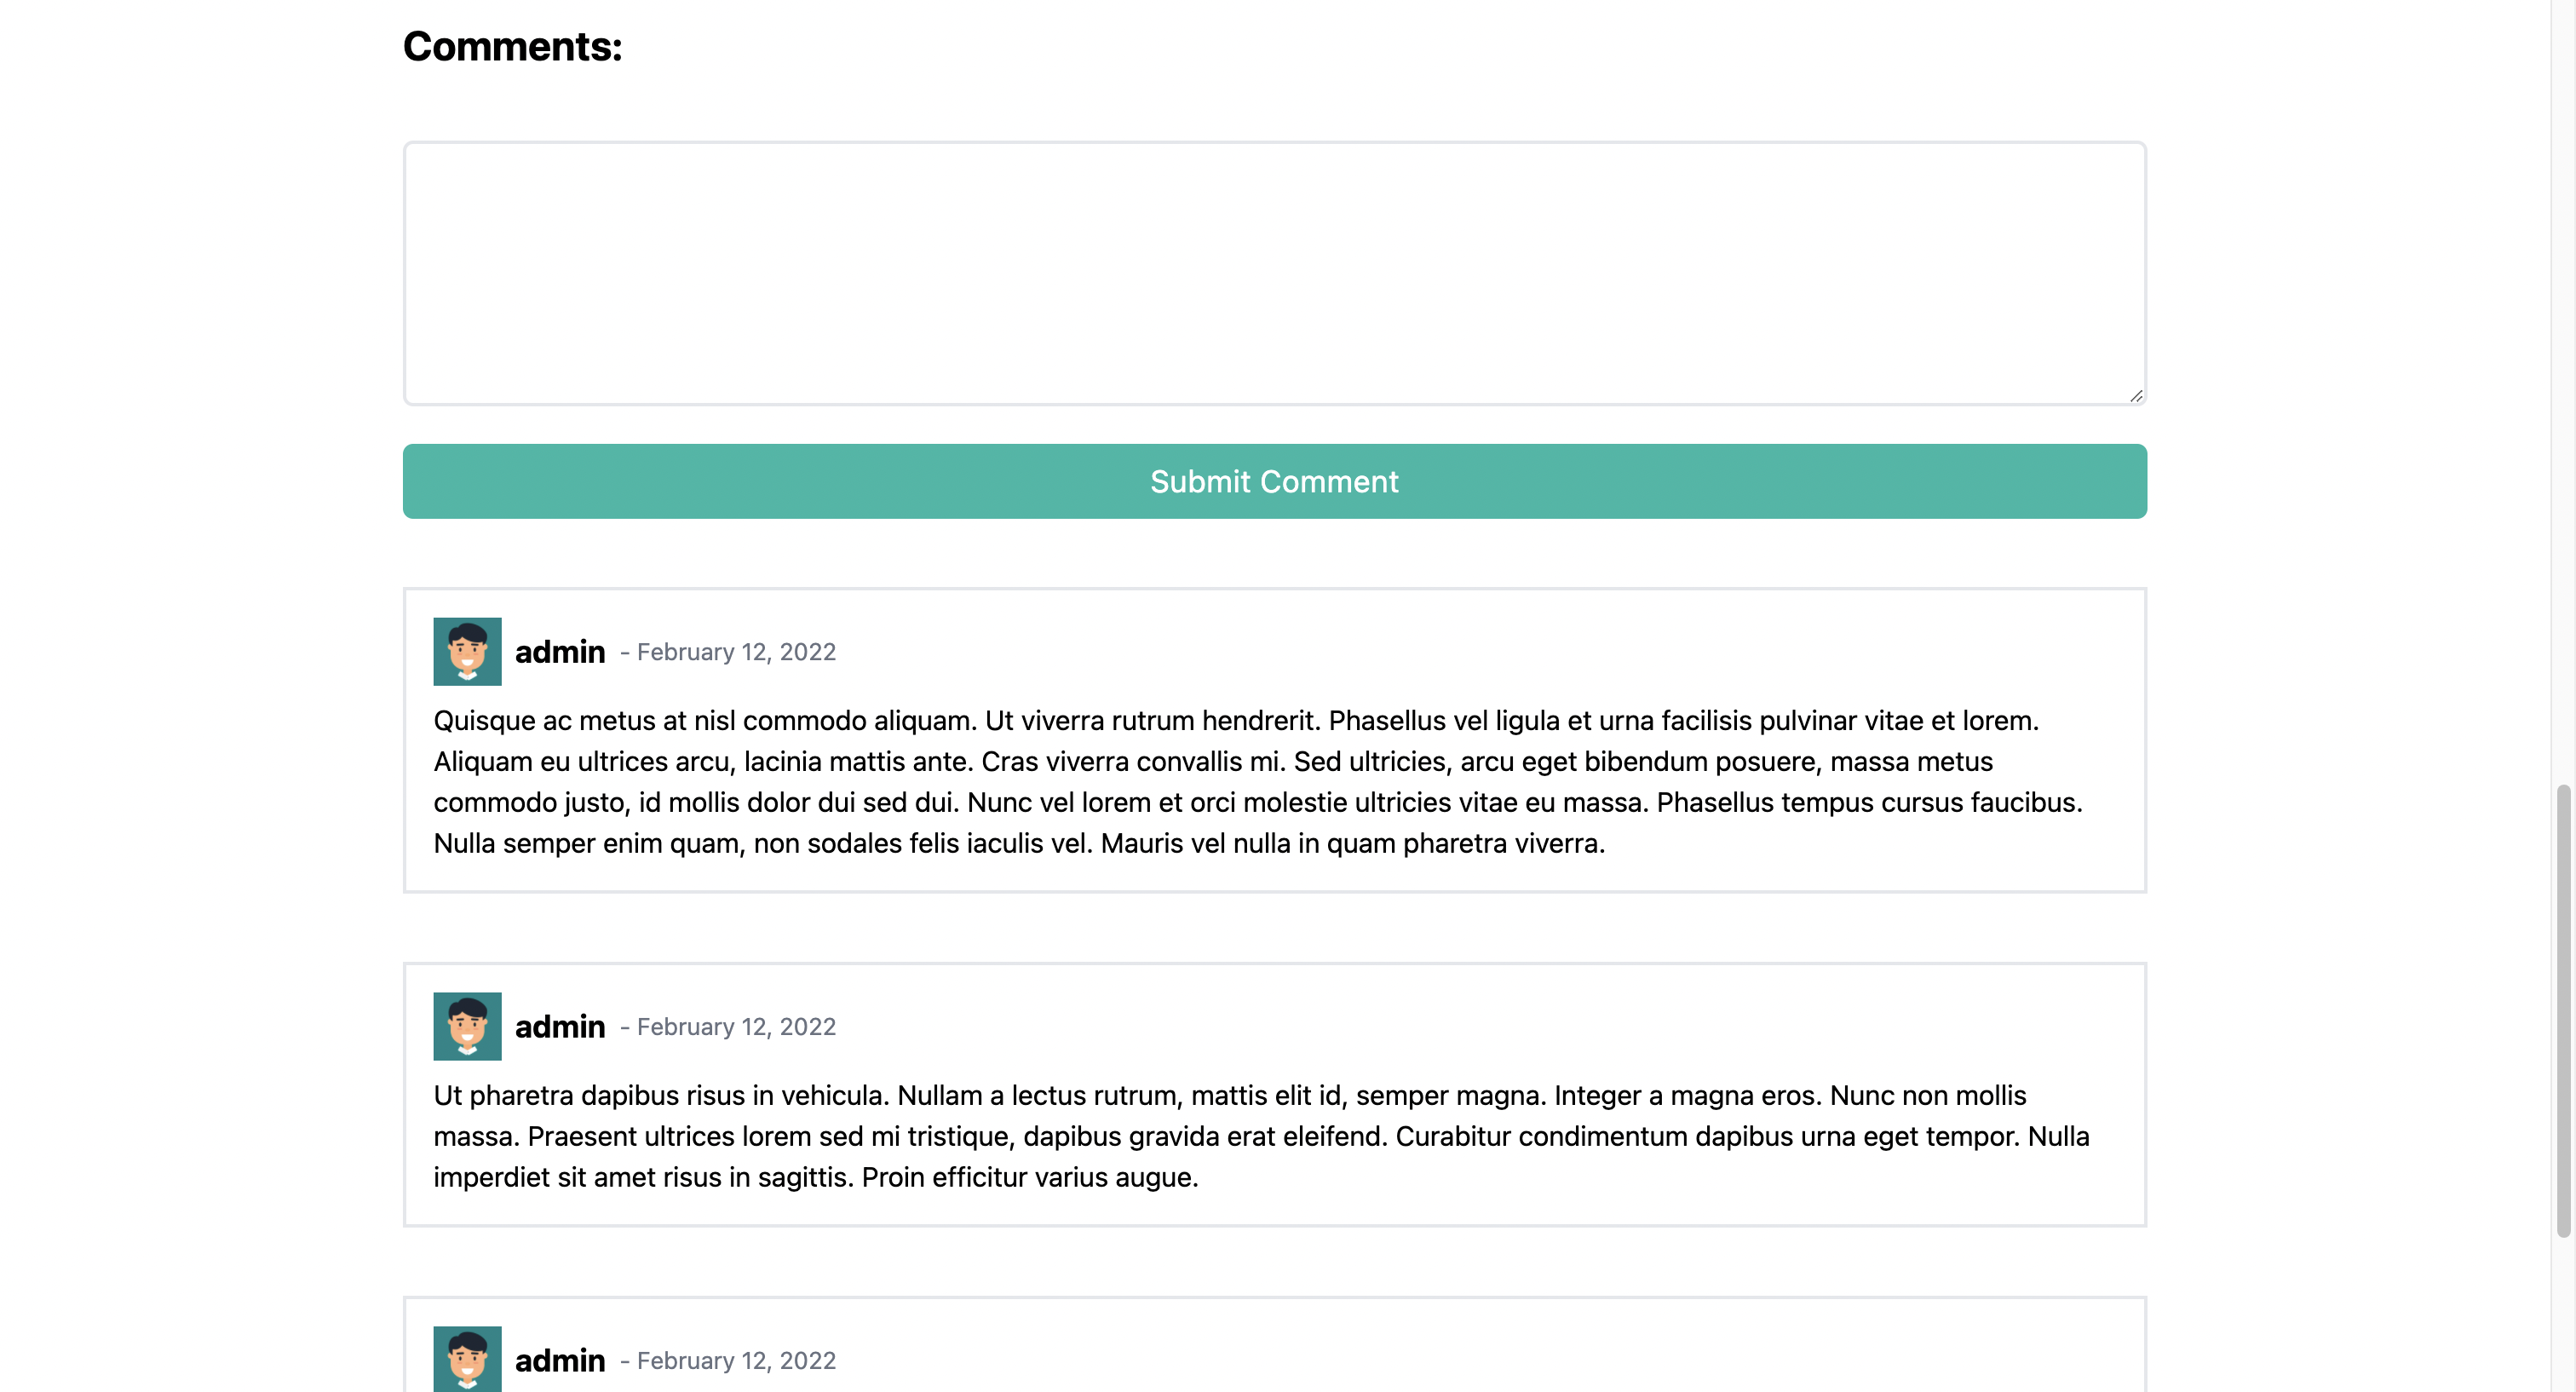 Comments:
Submit Comment
admin - February 12, 2022
Quisque ac metus at nisl commodo aliquam. Ut viverra rutrum hendrerit. Phasellus vel ligula et urna facilisis pulvinar vitae et lorem.
Aliquam eu ultrices arcu, lacinia mattis ante. Cras viverra convallis mi. Sed ultricies, arcu eget bibendum posuere, massa metus
commodo justo, id mollis dolor dui sed dui. Nunc vel lorem et orci molestie ultricies vitae eu massa. Phasellus tempus cursus faucibus.
Nulla semper enim quam, non sodales felis iaculis vel. Mauris vel nulla in quam pharetra viverra.
admin - February 12, 2022
Ut pharetra dapibus risus in vehicula. Nullam a lectus rutrum, mattis elit id, semper magna. Integer a magna eros. Nunc non mollis
massa. Praesent ultrices lorem sed mi tristique, dapibus gravida erat eleifend. Curabitur condimentum dapibus urna eget tempor. Nulla
imperdiet sit amet risus in sagittis. Proin efficitur varius augue.
admin - February 12, 2022